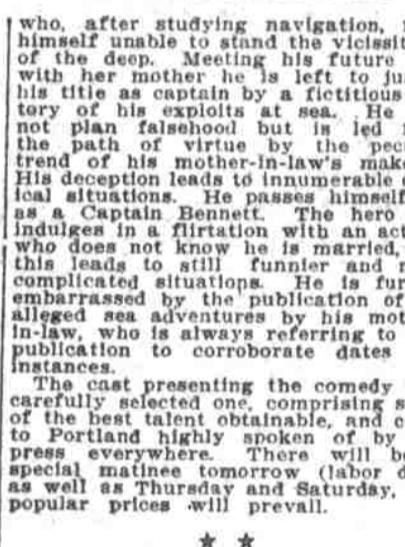 who, after studying navigation,
himself unable to stand the vicissit
of the deep. Meeting his future
with her mother he is left to ju
his title as captain by a fictitious
tory of his exploits at sea. He
not plan falsehood but is led
the path of virtue by the pec
trend of his mother-in-law's make
His deception leads to innumerable
ical situations. He passes himself
as a Captain Bennett. The hero
indulges in a flirtation with an act
who does not know he is married,
this leads to still funnier and
complicated situations. He is fur
embarrassed by the publication of
alleged sea adventures by his mot
in-law, who is always referring to
publication to corroborate dates
instances.
The cast presenting the comedy
carefully selected one, comprising s
of the best talent obtainable, and c
to Portland highly spoken of by
press everywhere. There will be
special matinee tomorrow (labor d
as well as Thursday and Saturday,
popular prices will prevail.
★ ★